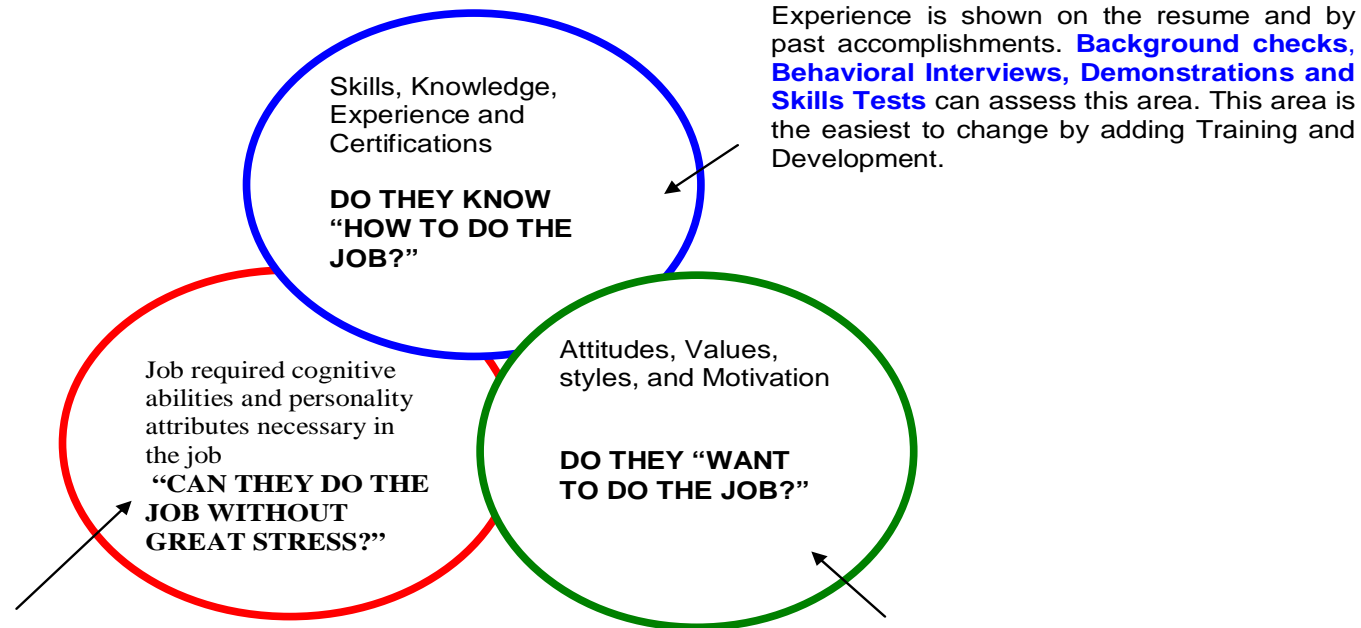 Experience is shown on the resume and by
past accomplishments. Background checks,
Behavioral Interviews, Demonstrations and
Skills Tests can assess this area. This area is
the easiest to change by adding Training and
Development.
Skills, Knowledge,
Experience and
Certifications
DO THEY KNOW
“HOW TO DO THE
JOB?”
Job required cognitive
abilities and personality
attributes necessary in
the job
“CAN THEY DO THE
JOB WITHOUT
GREAT STRESS?”
Attitudes, Values,
styles, and Motivation
DO THEY “WANT
TO DO THE JOB?”